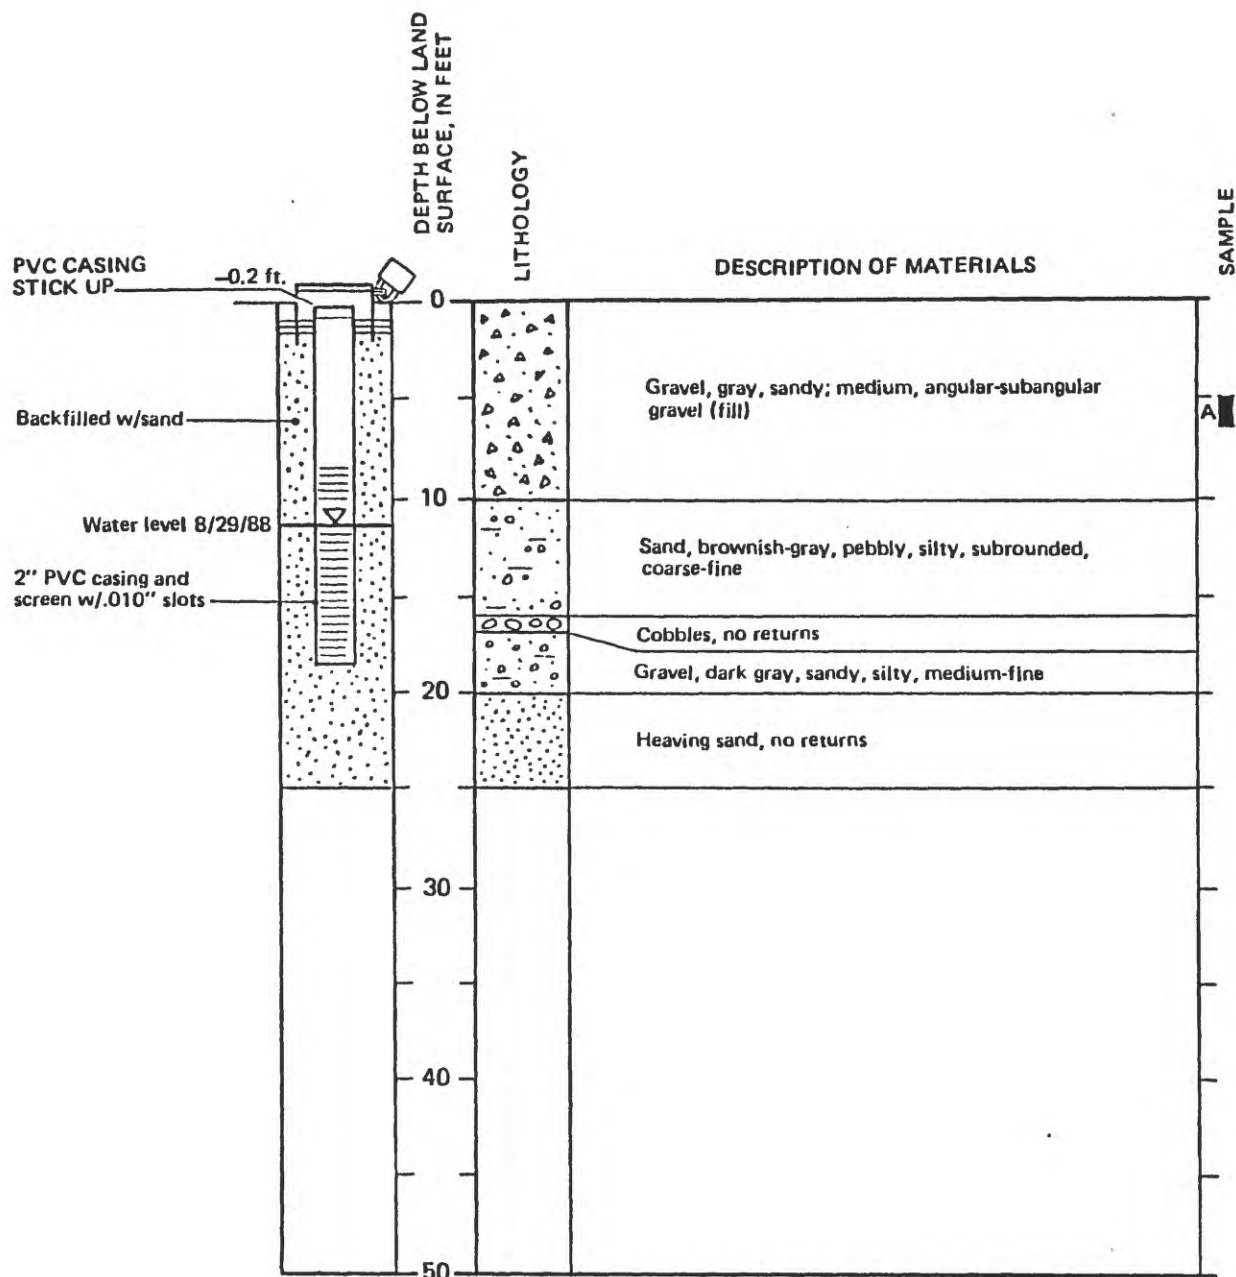 DEPTH BELOW LAND
SURFACE, IN FEET
LITHOLOGY
SAMPLE
DESCRIPTION OF MATERIALS
PVC CASING
STICK UP
–0.2 ft.
0
Gravel, gray, sandy; medium, angular-subangular
gravel (fill)
A
Backfilled w/sand
10
Water level 8/29/88
Sand, brownish-gray, pebbly, silty, subrounded,
coarse-fine
2" PVC casing and
screen w/.010" slots
Cobbles, no returns
Gravel, dark gray, sandy, silty, medium-fine
20
Heaving sand, no returns
30
40
50